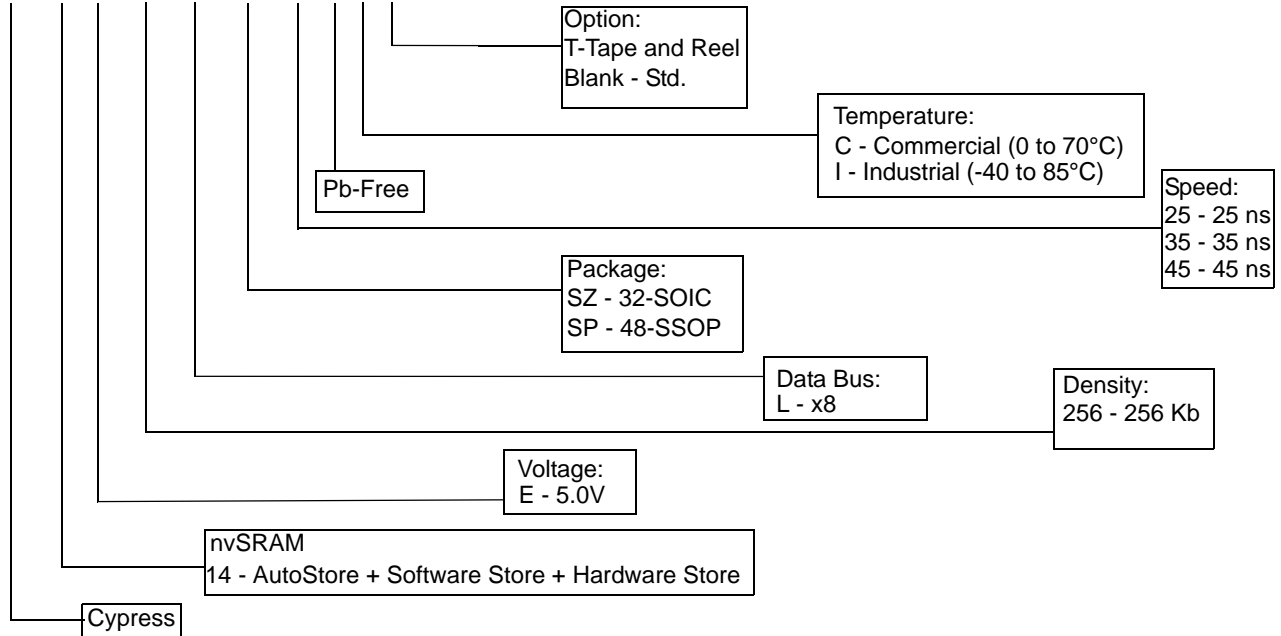 Option:
T-Tape and Reel
Blank - Std.
Temperature:
C - Commercial (0 to 70°C)
I - Industrial (-40 to 85°C)
Pb-Free
Speed:
25 - 25 ns
35 - 35 ns
45 - 45 ns
Package:
SZ - 32-SOIC
SP - 48-SSOP
Data Bus:
L - x8
Density:
256 - 256 Kb
Voltage:
E - 5.0V
nvSRAM
14 - AutoStore + Software Store + Hardware Store
Cypress